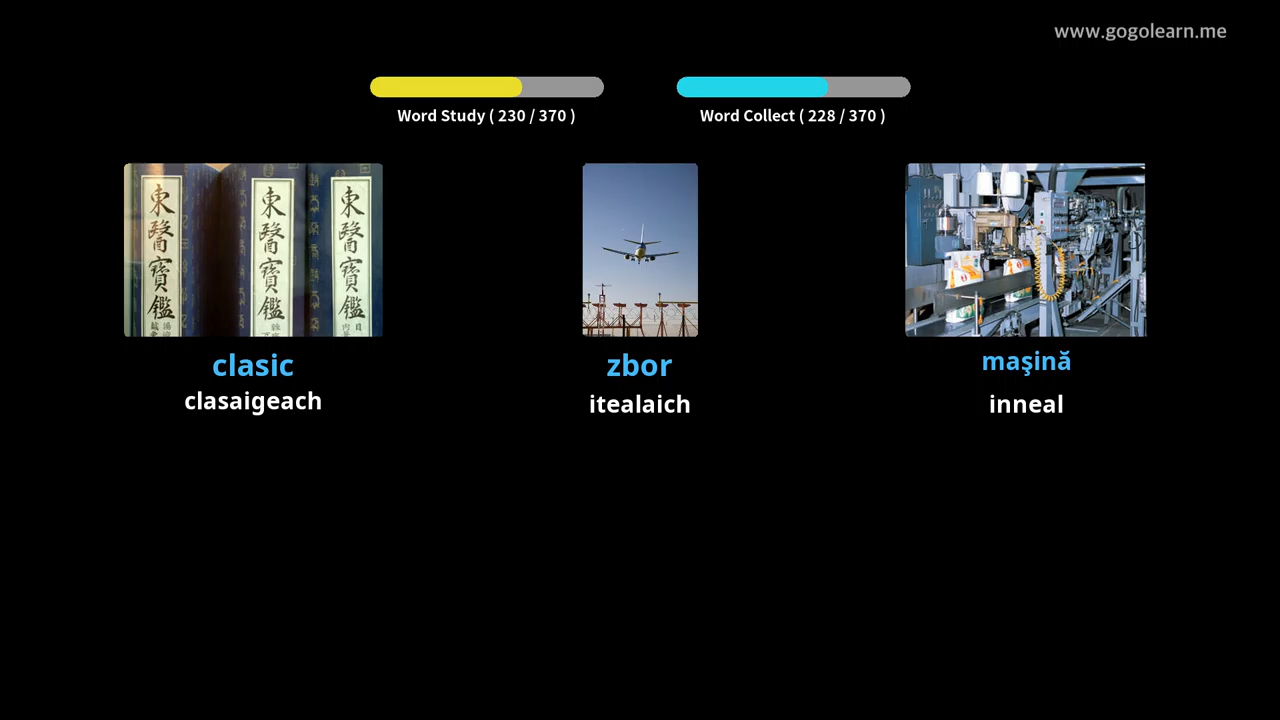 www.gogolearn.me
Word Study ( 230 / 370 )
Word Collect ( 228 / 370 )
東醫寶鑑
東醫寶鑑
東醫寶鑑
clasic
zbor
maşină
clasaigeach
itealaich
inneal